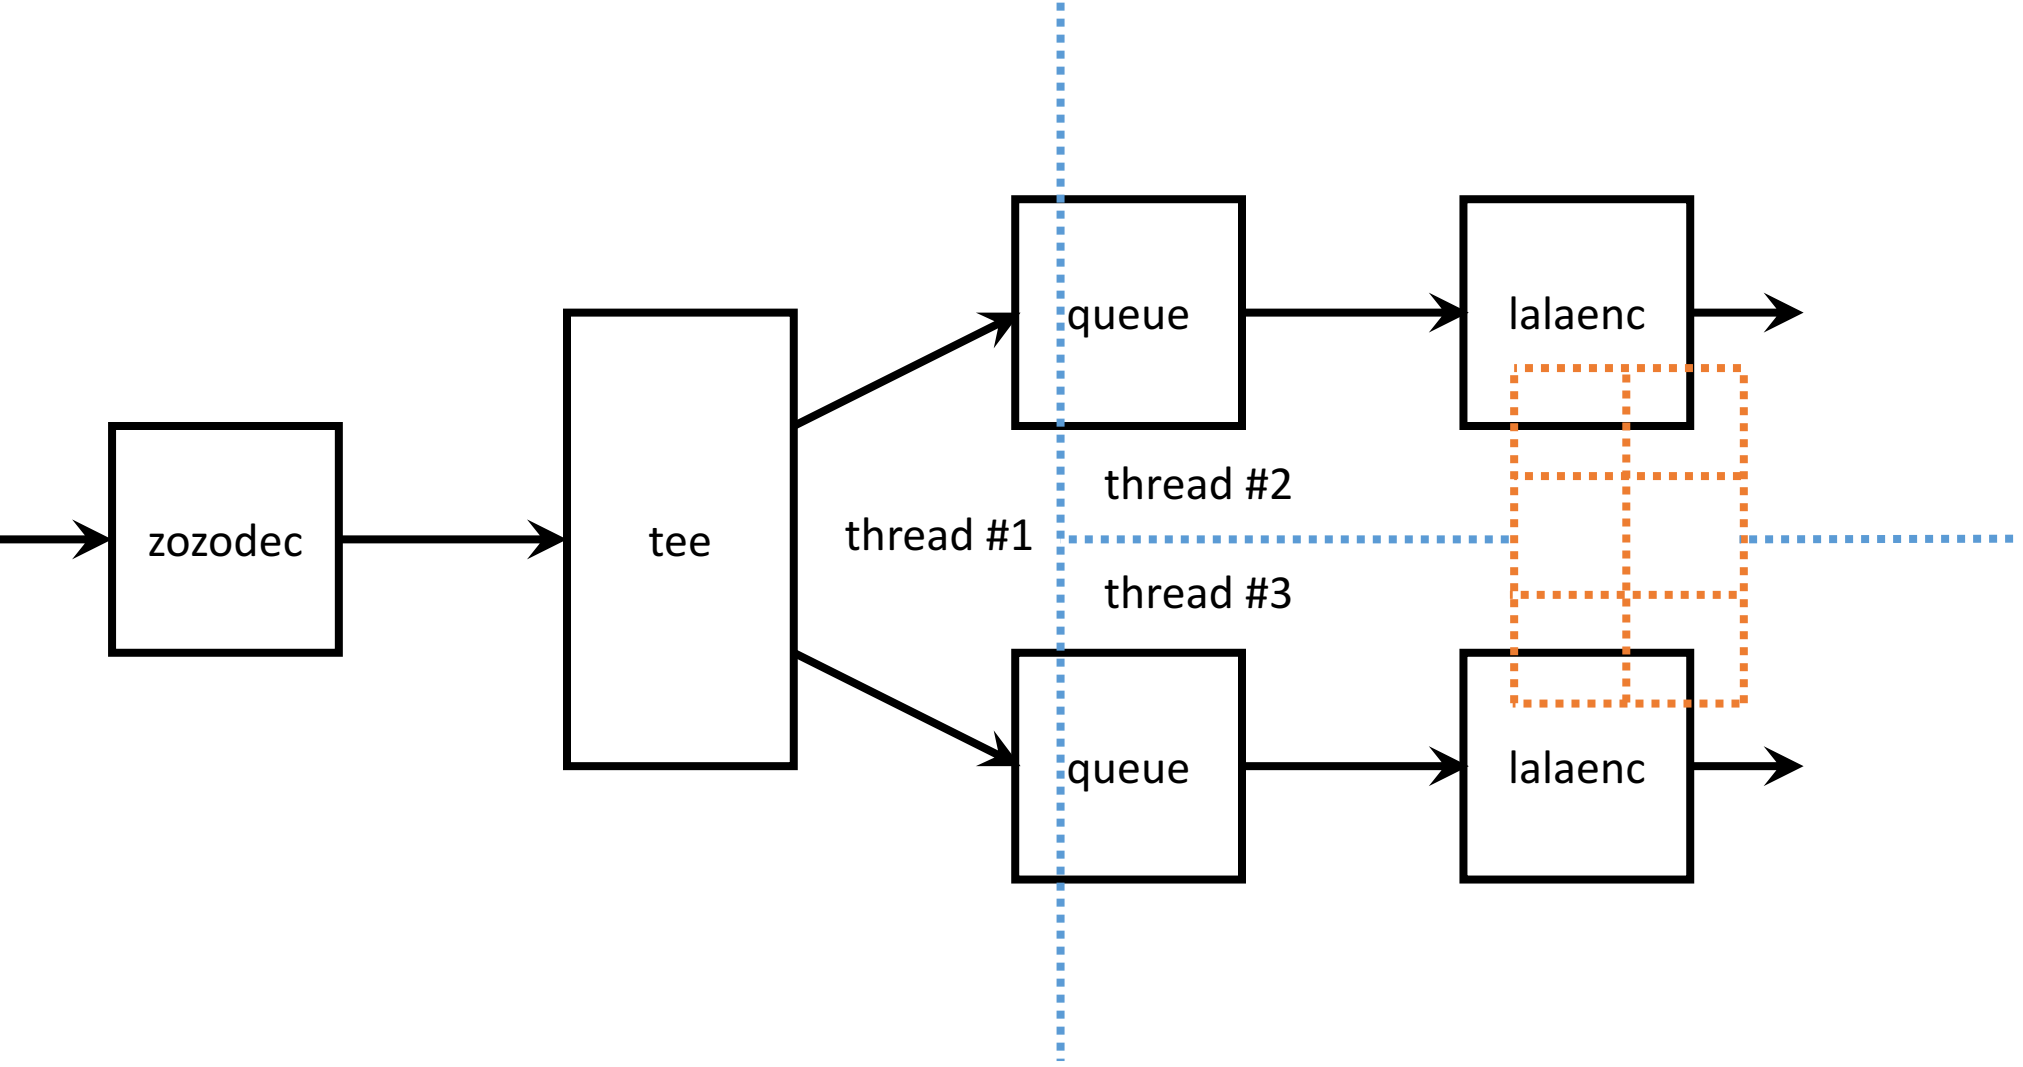 zozodec
tee
thread #1
queue
lalaenc
thread #2
thread #3
queue
lalaenc